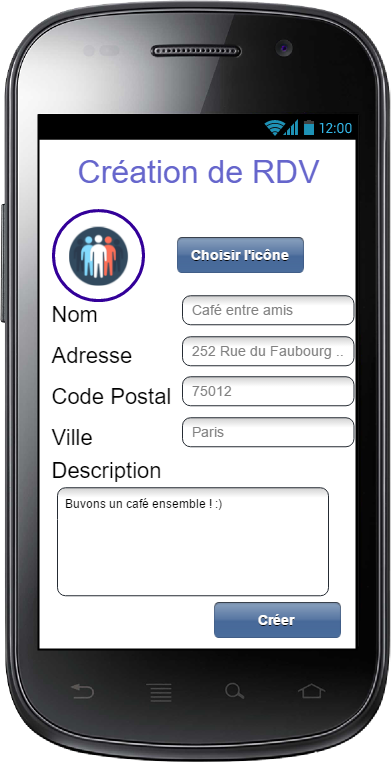 12:00
Création de RDV
Choisir l'icône
Nom
Café entre amis
Adresse
252 Rue du Faubourg ..
Code Postal
75012
Ville
Paris
Description
Buvons un café ensemble ! :)
Créer